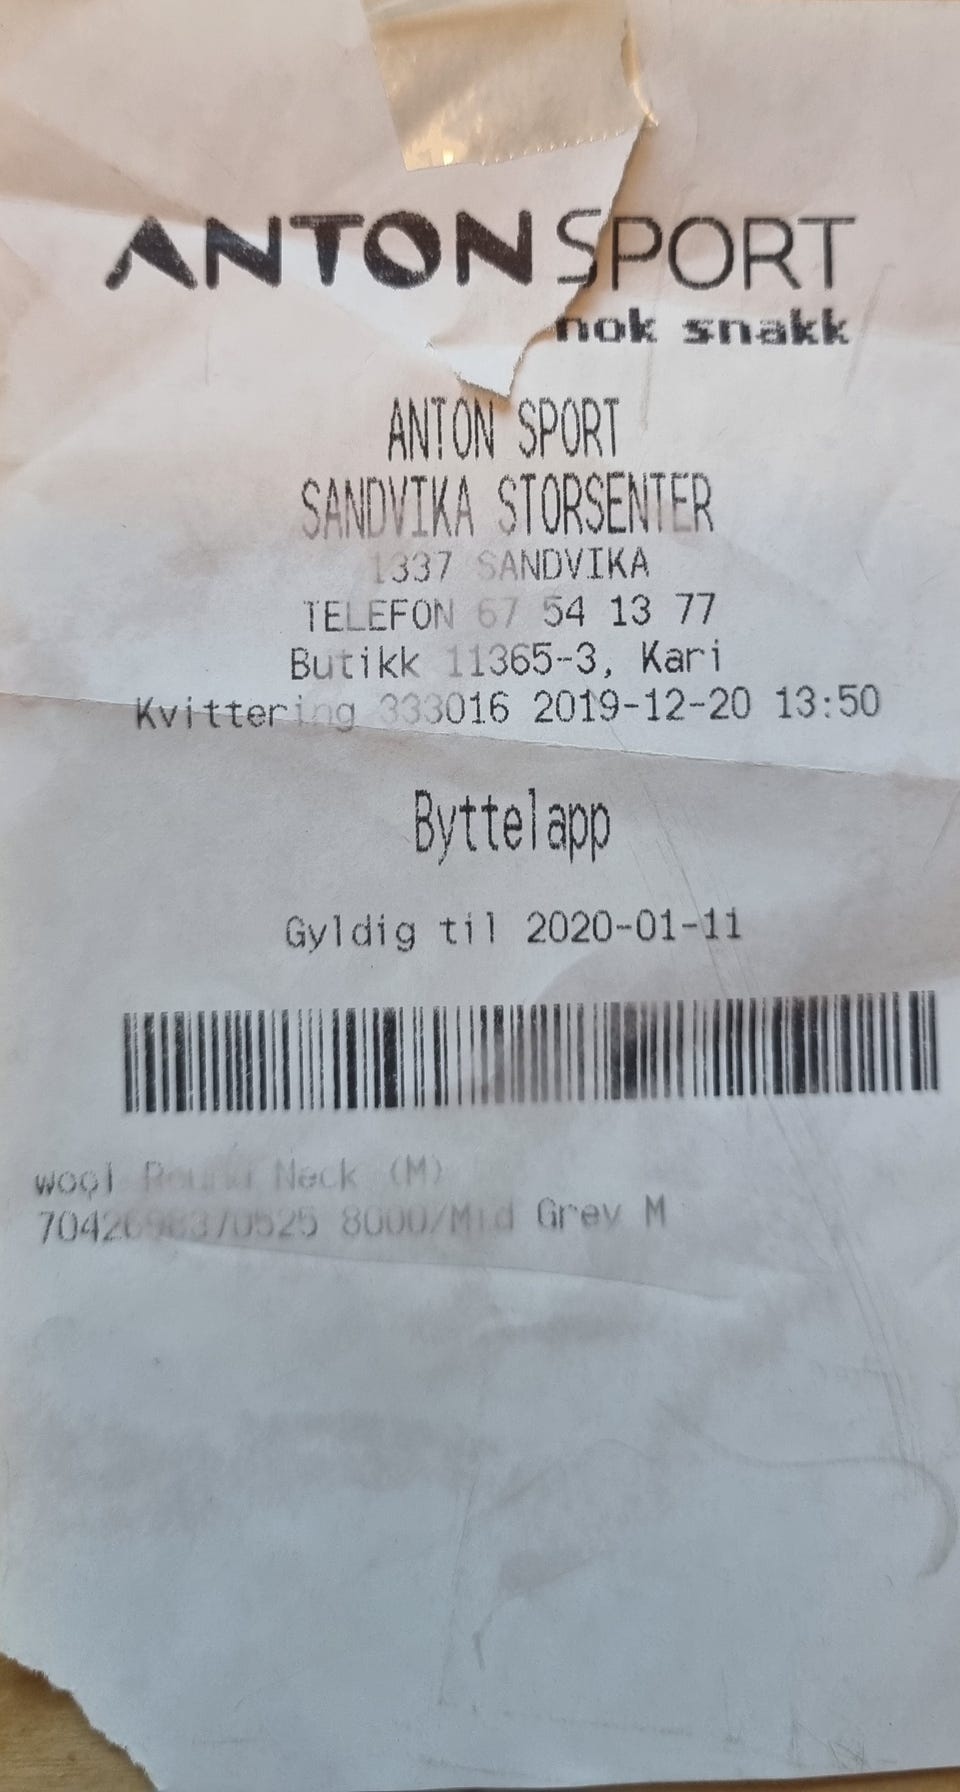 ANTON SPORT
nok snakk
ANTON SPORT
SANDVIKA STORSENTER
1337 SANDVIKA
TELEFON 67 54 13 77
Butikk 11365-3, Kari
Kvittering 333016 2019-12-20 13:50
Byttelapp
Gyldig til 2020-01-11
wool Round Neck (M)
7042698370525 8000/Mid Grey M